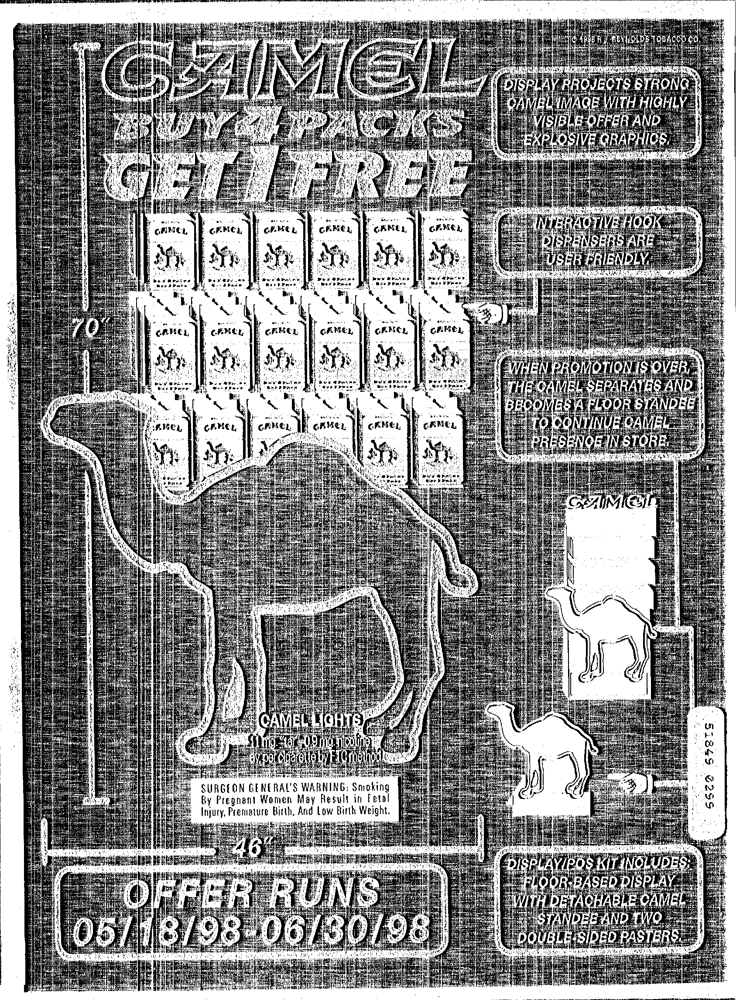 © 1998 R.J. REYNOLDS TOBACCO CO.
CAMEL
BUY 4 PACKS
GET 1 FREE
DISPLAY PROJECTS STRONG
CAMEL IMAGE WITH HIGHLY
VISIBLE OFFER AND
EXPLOSIVE GRAPHICS.
INTERACTIVE HOOK
DISPENSERS ARE
USER FRIENDLY.
CAMEL CAMEL CAMEL CAMEL CAMEL CAMEL
70"
CAMEL CAMEL CAMEL CAMEL CAMEL CAMEL
WHEN PROMOTION IS OVER,
THE CAMEL SEPARATES AND
BECOMES A FLOOR STANDEE
TO CONTINUE CAMEL
PRESENCE IN STORE.
CAMEL CAMEL CAMEL CAMEL CAMEL CAMEL
CAMEL
CAMEL LIGHTS
11 mg. "tar", 0.9 mg. nicotine
av. per cigarette by FTC method.
SURGEON GENERAL'S WARNING: Smoking
By Pregnant Women May Result in Fetal
Injury, Premature Birth, And Low Birth Weight.
51849 0299
46"
OFFER RUNS
05/18/98-06/30/98
DISPLAY/POS KIT INCLUDES:
FLOOR-BASED DISPLAY
WITH DETACHABLE CAMEL
STANDEE AND TWO
DOUBLE-SIDED PASTERS.